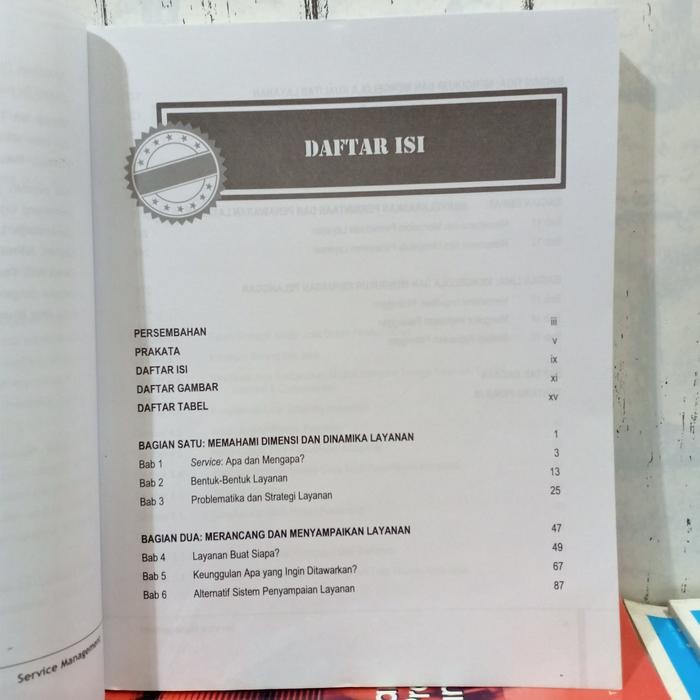 DAFTAR ISI
PERSEMBAHAN iii
PRAKATA v
DAFTAR ISI ix
DAFTAR GAMBAR xi
DAFTAR TABEL xv
BAGIAN SATU: MEMAHAMI DIMENSI DAN DINAMIKA LAYANAN 1
Bab 1 Service: Apa dan Mengapa? 3
Bab 2 Bentuk-Bentuk Layanan 13
Bab 3 Problematika dan Strategi Layanan 25
BAGIAN DUA: MERANCANG DAN MENYAMPAIKAN LAYANAN 47
Bab 4 Layanan Buat Siapa? 49
Bab 5 Keunggulan Apa yang Ingin Ditawarkan? 67
Bab 6 Alternatif Sistem Penyampaian Layanan 87
Service Management